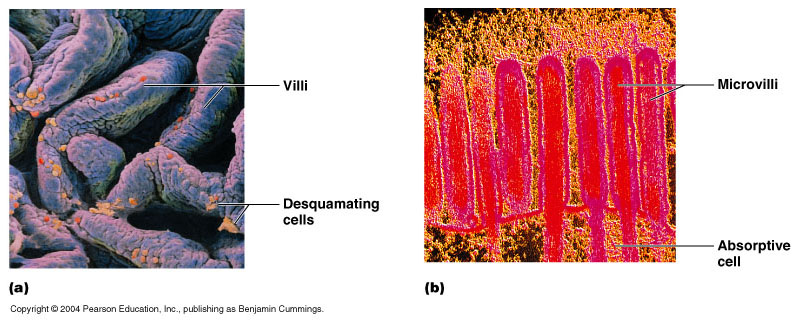 Villi
Desquamating
cells
(a)
Microvilli
Absorptive
cell
(b)
Copyright © 2004 Pearson Education, Inc., publishing as Benjamin Cummings.